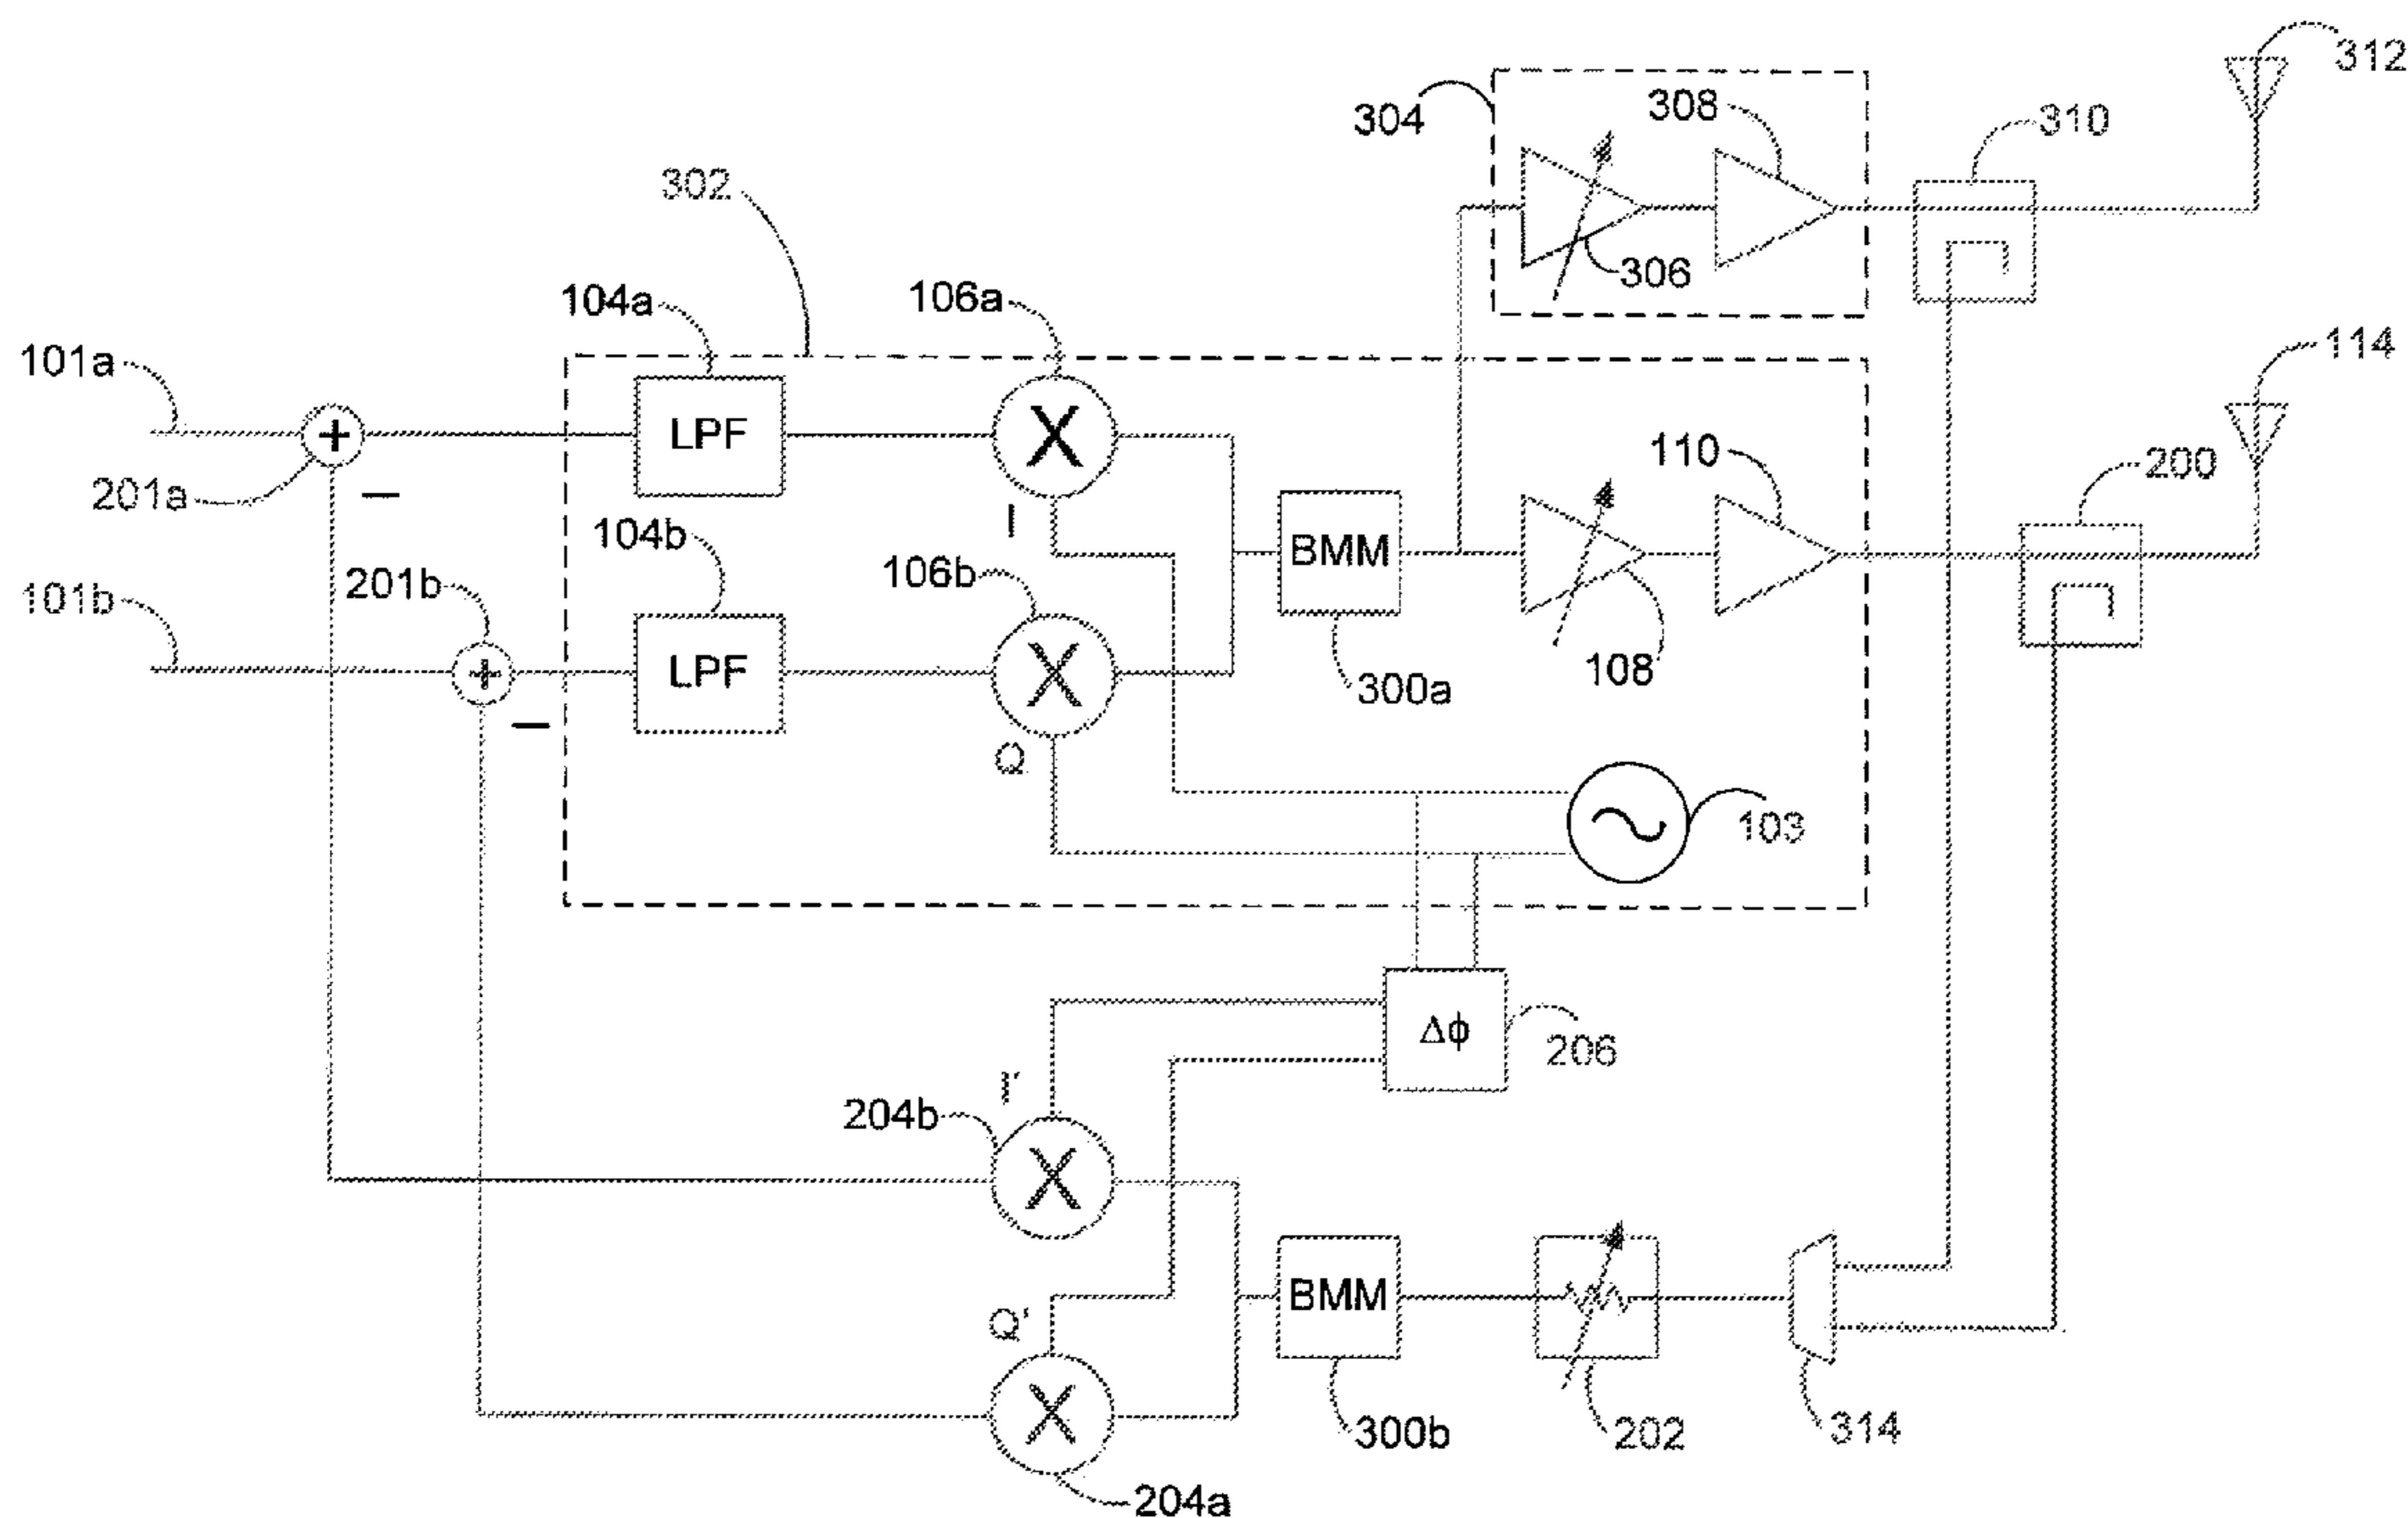 312
308
304
310
302
306
104a
106a
101a
114
LPF
110
200
201a
I
104b
BMM
201b
106b
101b
LPF
108
300a
Q
103
Δϕ
206
I'
204b
BMM
Q'
300b
202
314
204a